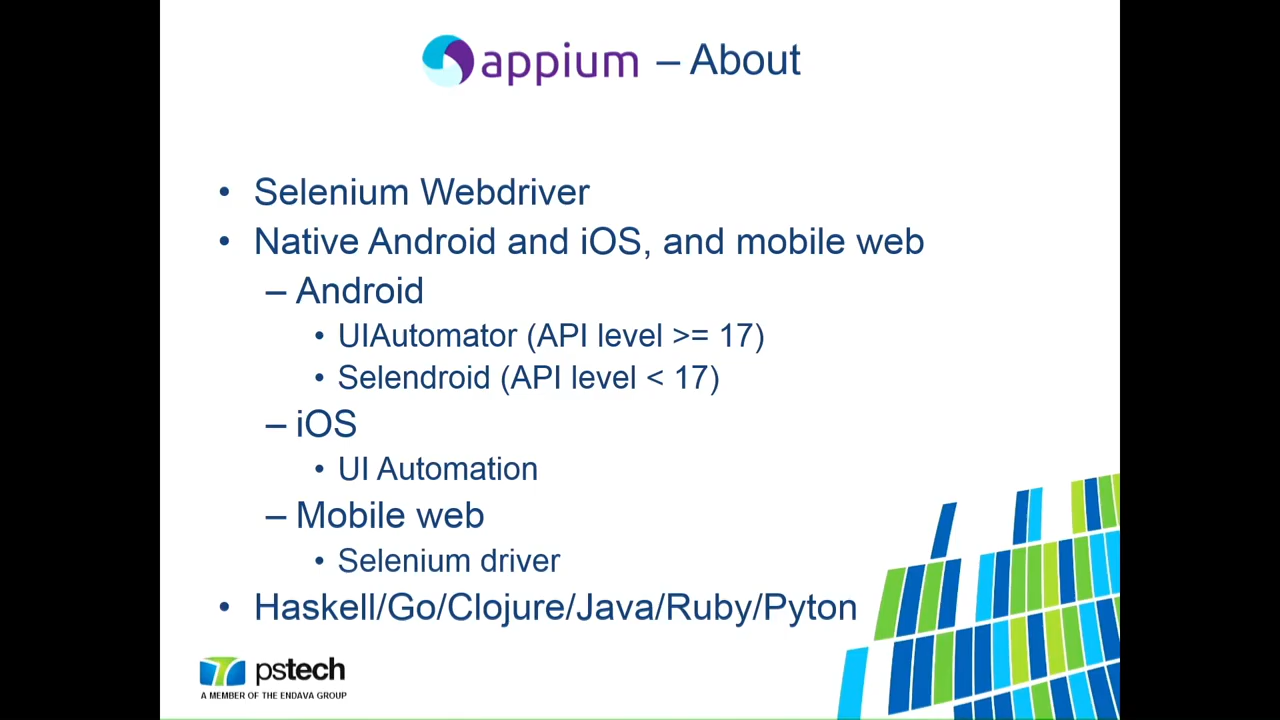 appium – About
• Selenium Webdriver
• Native Android and iOS, and mobile web
– Android
• UIAutomator (API level >= 17)
• Selendroid (API level < 17)
– iOS
• UI Automation
– Mobile web
• Selenium driver
• Haskell/Go/Clojure/Java/Ruby/Pyton
pstech
A MEMBER OF THE ENDAVA GROUP